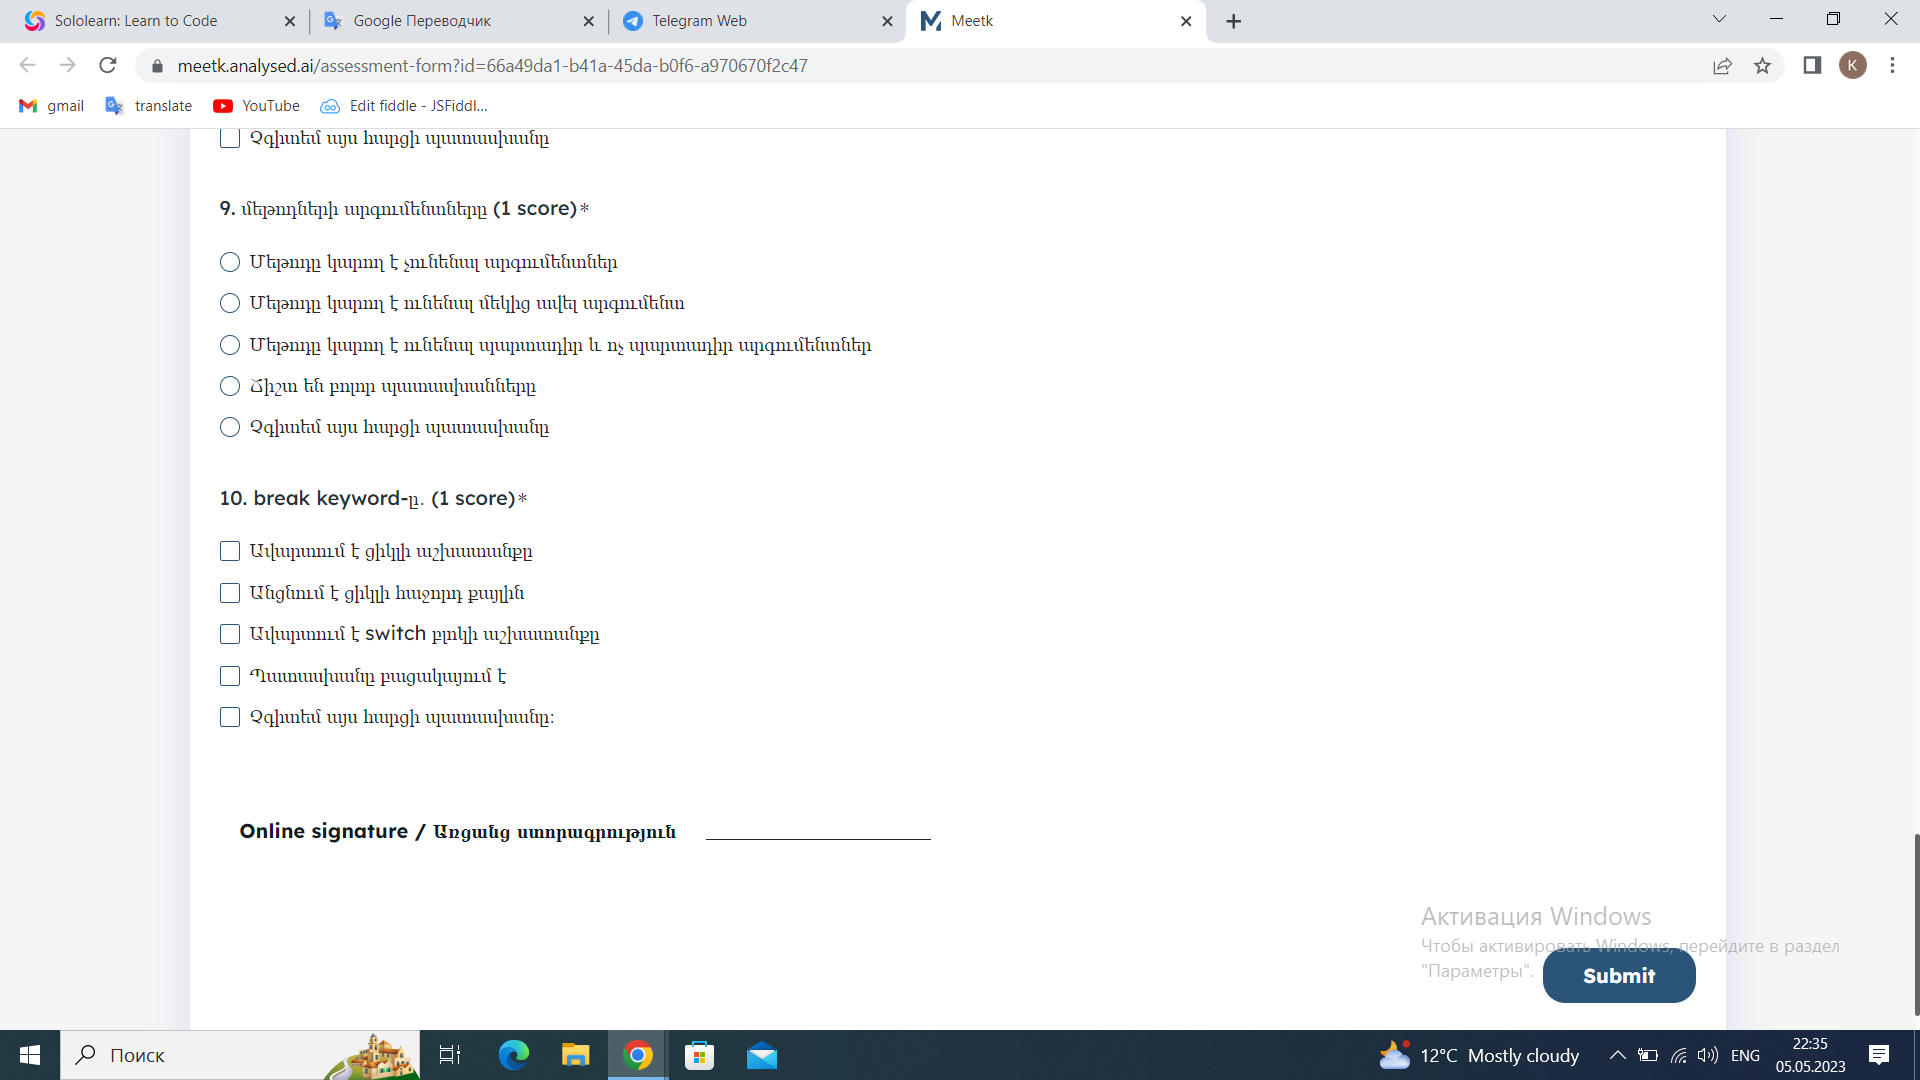 Sololearn: Learn to Code
Google Переводчик
Telegram Web
Meetk
meetk.analysed.ai/assessment-form?id=66a49da1-b41a-45da-b0f6-a970670f2c47
K
gmail
translate
YouTube
Edit fiddle - JSFiddl...
Չգիտեմ այս հարցի պատասխանը
9. մեթոդների արգումենտները (1 score)*
Մեթոդը կարող է չունենալ արգումենտներ
Մեթոդը կարող է ունենալ մեկից ավել արգումենտ
Մեթոդը կարող է ունենալ պարտադիր և ոչ պարտադիր արգումենտներ
Ճիշտ են բոլոր պատասխանները
Չգիտեմ այս հարցի պատասխանը
10. break keyword-ը. (1 score)*
Ավարտում է ցիկլի աշխատանքը
Անցնում է ցիկլի հաջորդ քայլին
Ավարտում է switch բլոկի աշխատանքը
Պատասխանը բացակայում է
Չգիտեմ այս հարցի պատասխանը:
Online signature / Առցանց ստորագրություն
Активация Windows
Чтобы активировать Windows, перейдите в раздел
"Параметры".
Submit
Поиск
12°C Mostly cloudy
ENG
22:35
05.05.2023